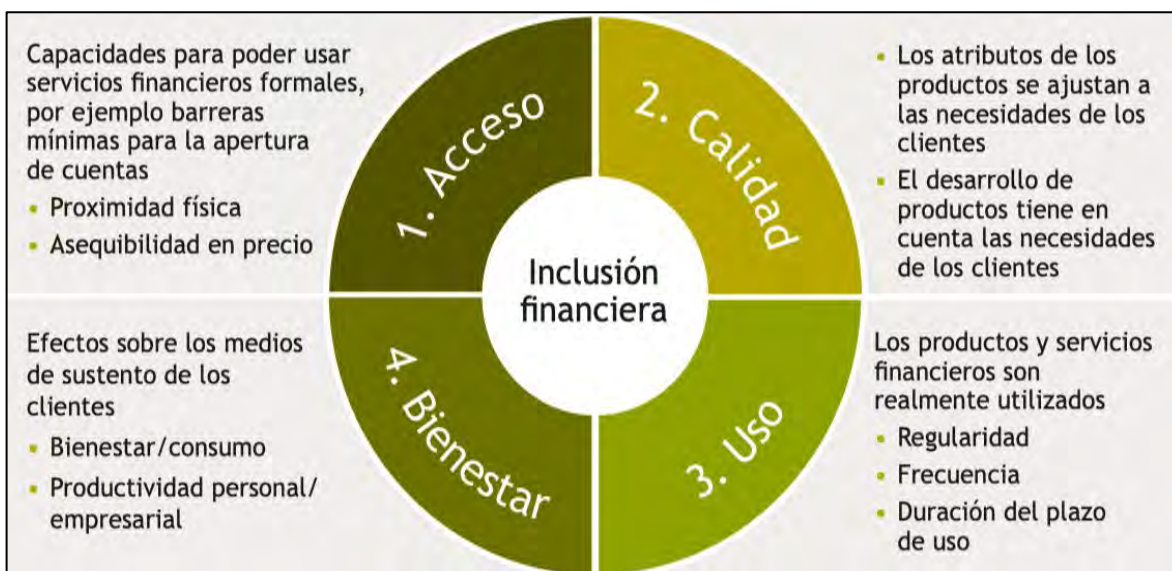 Capacidades para poder usar
servicios financieros formales,
por ejemplo barreras
mínimas para la apertura
de cuentas
▪ Proximidad física
▪ Asequibilidad en precio
1. Acceso
2. Calidad
▪ Los atributos de los
productos se ajustan a
las necesidades de los
clientes
▪ El desarrollo de
productos tiene en
cuenta las necesidades
de los clientes
Inclusión
financiera
Efectos sobre los medios
de sustento de los
clientes
▪ Bienestar/consumo
▪ Productividad personal/
empresarial
4. Bienestar
3. Uso
Los productos y servicios
financieros son
realmente utilizados
▪ Regularidad
▪ Frecuencia
▪ Duración del plazo
de uso